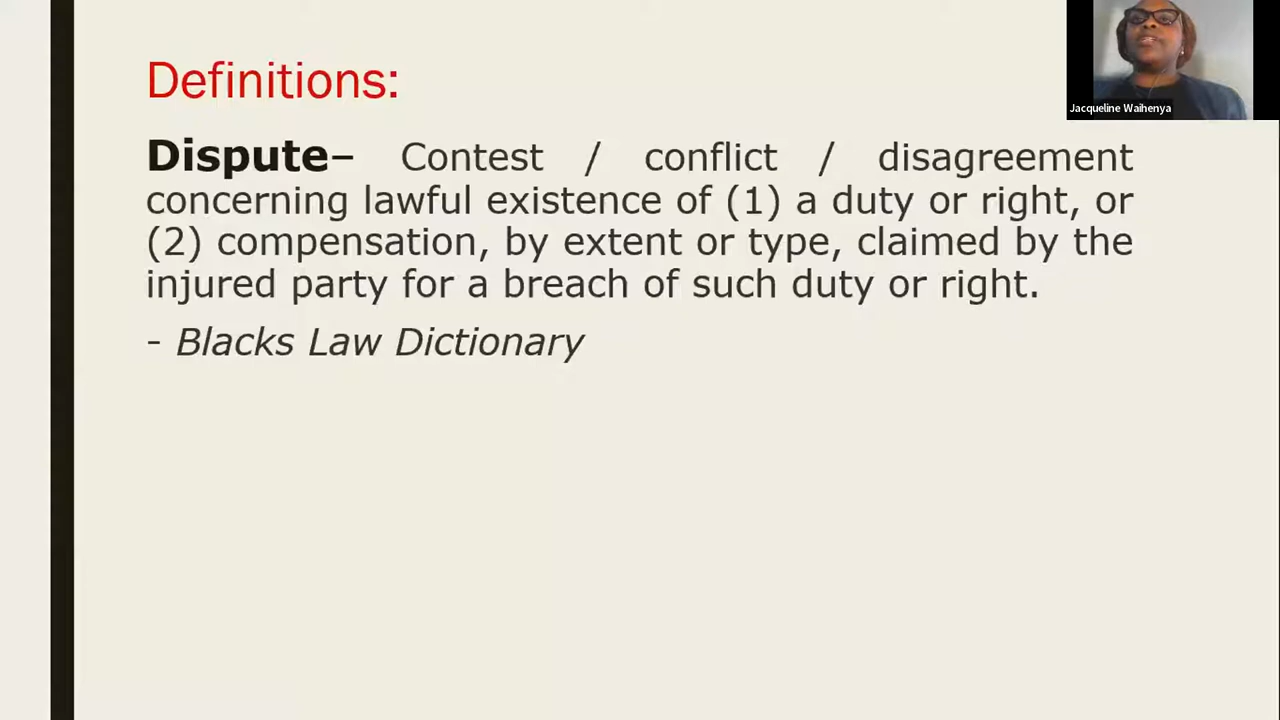 Definitions:
Jacqueline Waihenya
Dispute– Contest / conflict / disagreement
concerning lawful existence of (1) a duty or right, or
(2) compensation, by extent or type, claimed by the
injured party for a breach of such duty or right.
- Blacks Law Dictionary